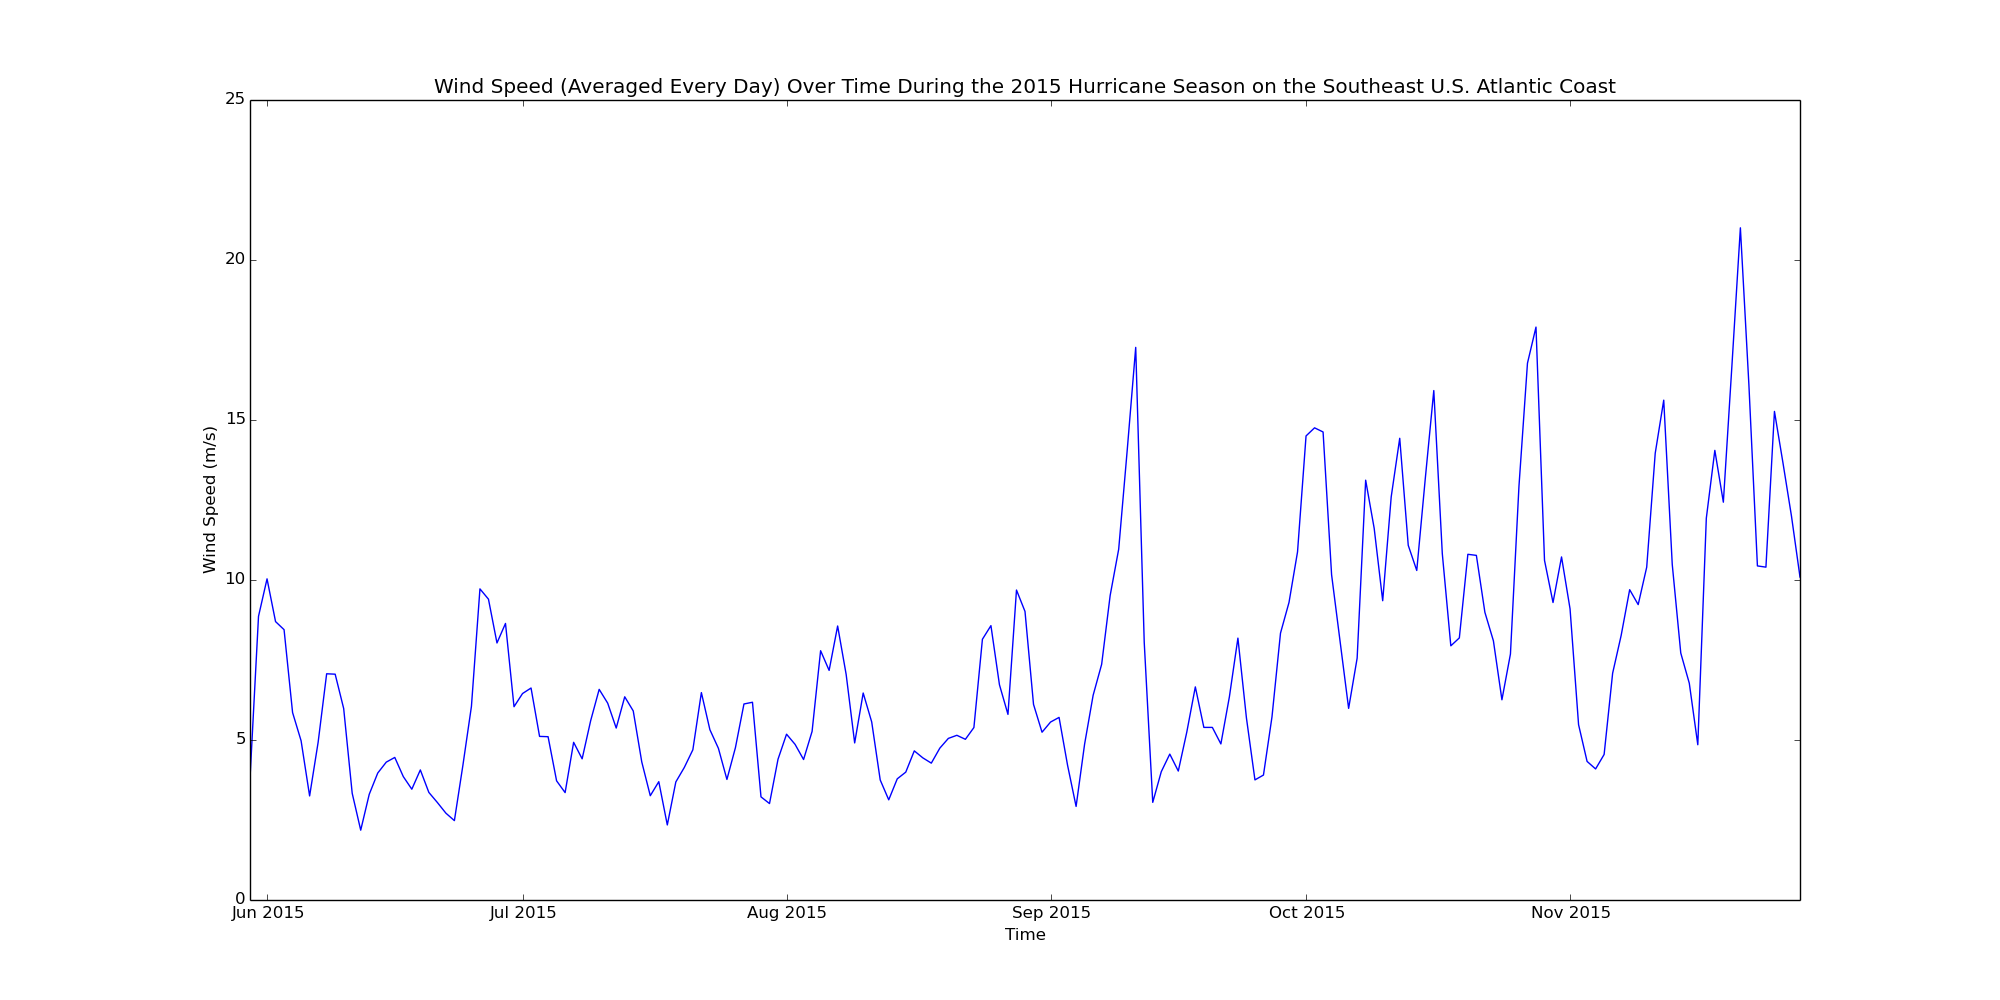 Wind Speed (Averaged Every Day) Over Time During the 2015 Hurricane Season on the Southeast U.S. Atlantic Coast
25
20
15
10
5
0
Wind Speed (m/s)
Jun 2015 Jul 2015 Aug 2015 Sep 2015 Oct 2015 Nov 2015
Time